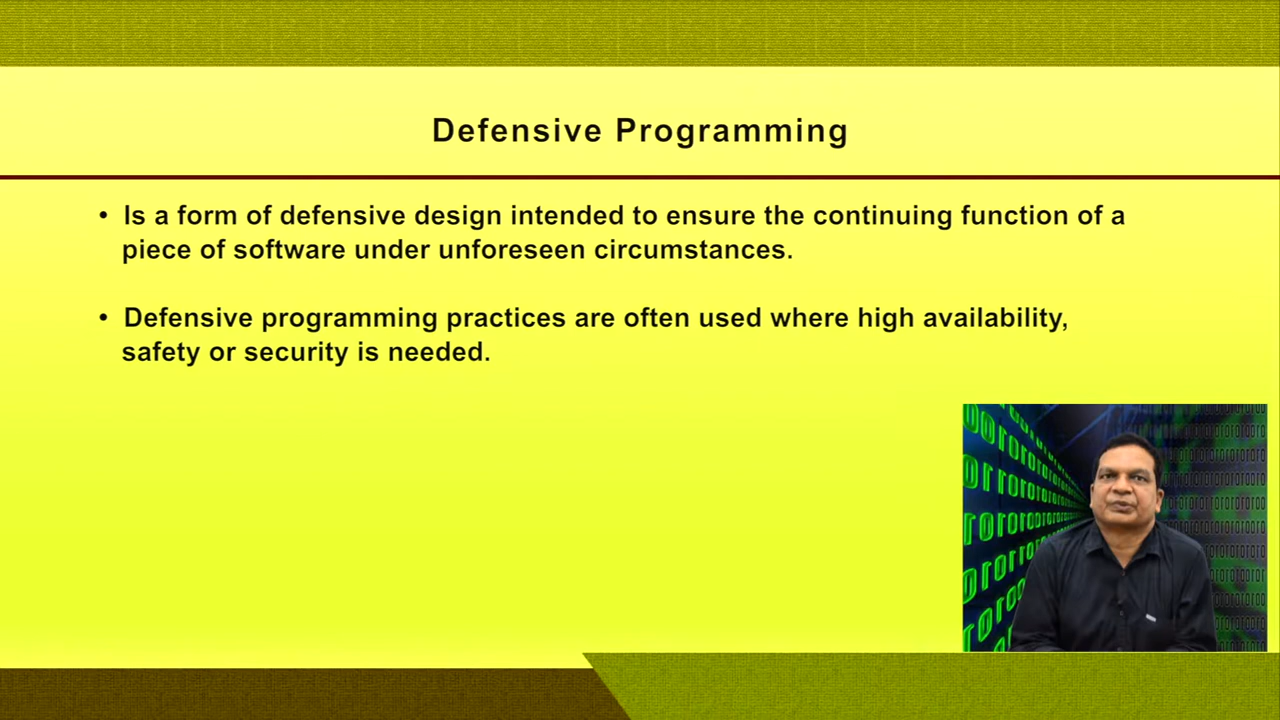 Defensive Programming
• Is a form of defensive design intended to ensure the continuing function of a
piece of software under unforeseen circumstances.
• Defensive programming practices are often used where high availability,
safety or security is needed.